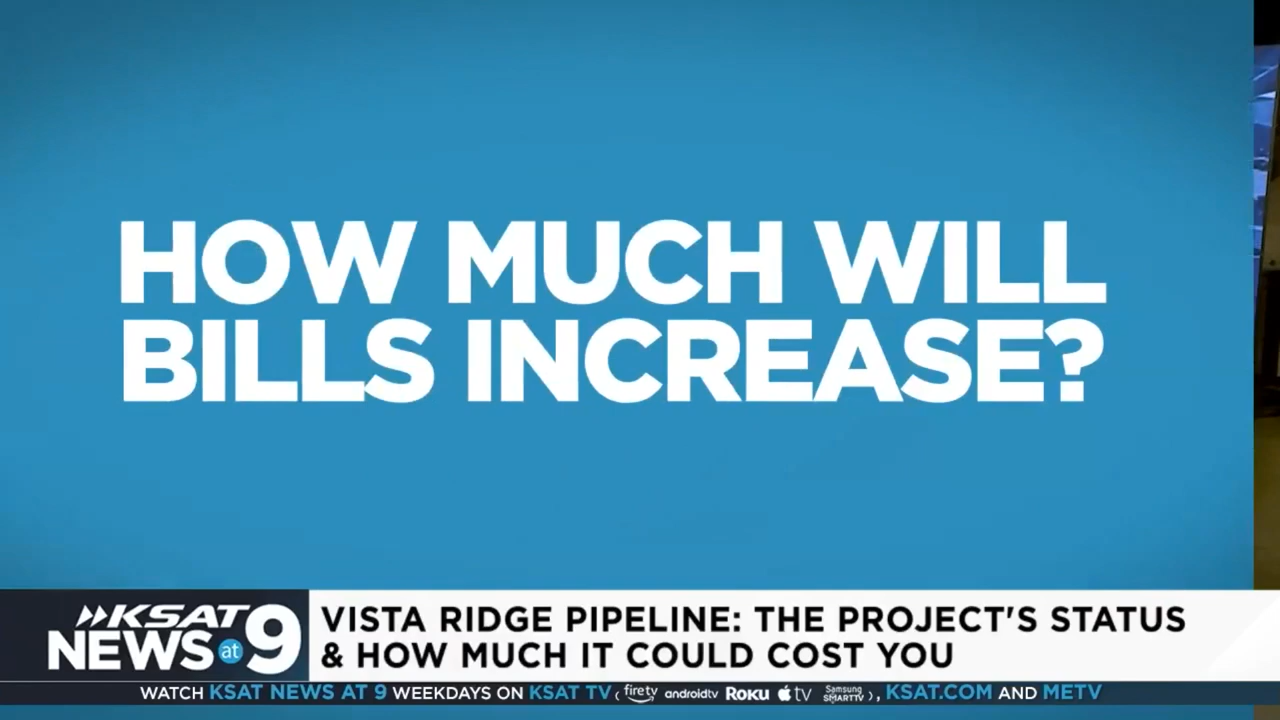 HOW MUCH WILL
BILLS INCREASE?
KSAT
NEWS at 9
VISTA RIDGE PIPELINE: THE PROJECT'S STATUS
& HOW MUCH IT COULD COST YOU
WATCH KSAT NEWS AT 9 WEEKDAYS ON KSAT TV ( firetv androidtv Roku tv Samsung SMARTTV ) , KSAT.COM AND METV